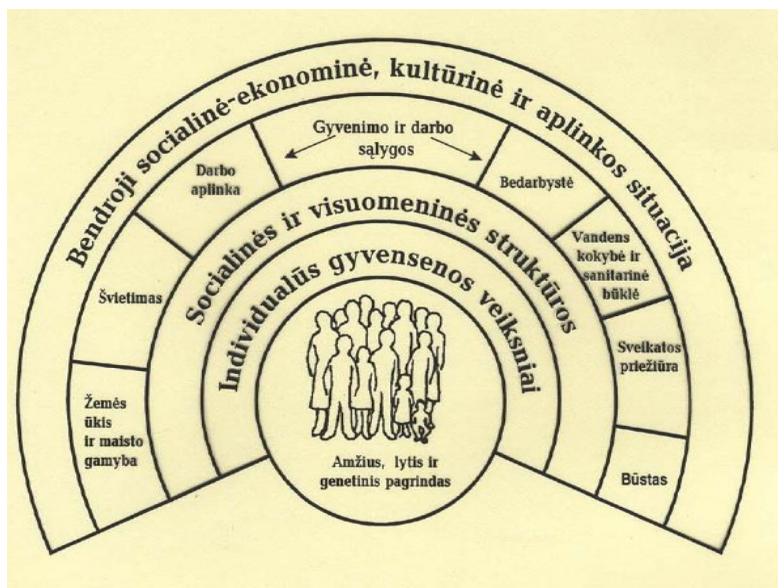 Bendroji socialinė-ekonominė, kultūrinė ir aplinkos situacija
Gyvenimo ir darbo
sąlygos
Darbo
aplinka
Bedarbystė
Socialinės ir visuomeninės struktūros
Vandens
kokybė ir
sanitarinė
būklė
Švietimas
Individualūs gyvensenos veiksniai
Sveikatos
priežiūra
Žemės
ūkis
ir maisto
gamyba
Amžius, lytis ir
genetinis pagrindas
Būstas